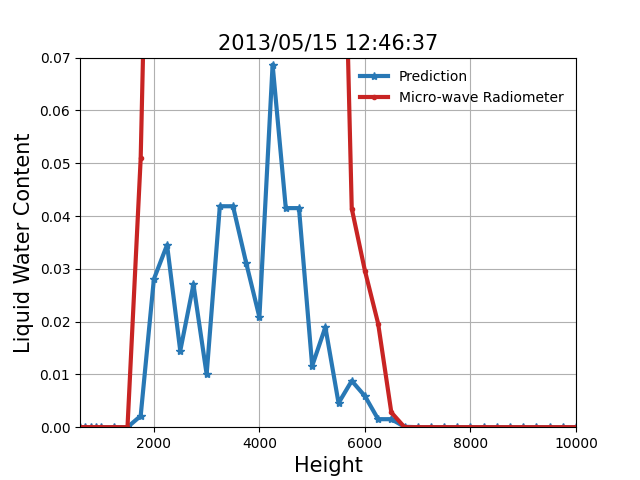 2013/05/15 12:46:37
Prediction
Micro-wave Radiometer
Liquid Water Content
0.07
0.06
0.05
0.04
0.03
0.02
0.01
0.00
2000 4000 6000 8000 10000
Height